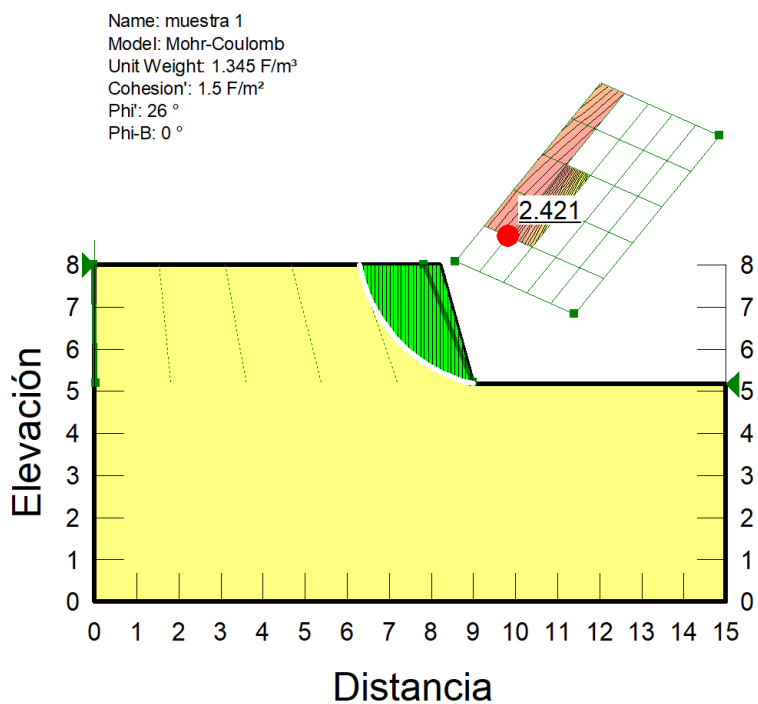 Name: muestra 1
Model: Mohr-Coulomb
Unit Weight: 1.345 F/m³
Cohesion': 1.5 F/m²
Phi': 26 °
Phi-B: 0 °
2.421
8 8
7 7
6 6
5 5
4 4
3 3
2 2
1 1
0 0
Elevación
0 1 2 3 4 5 6 7 8 9 10 11 12 13 14 15
Distancia